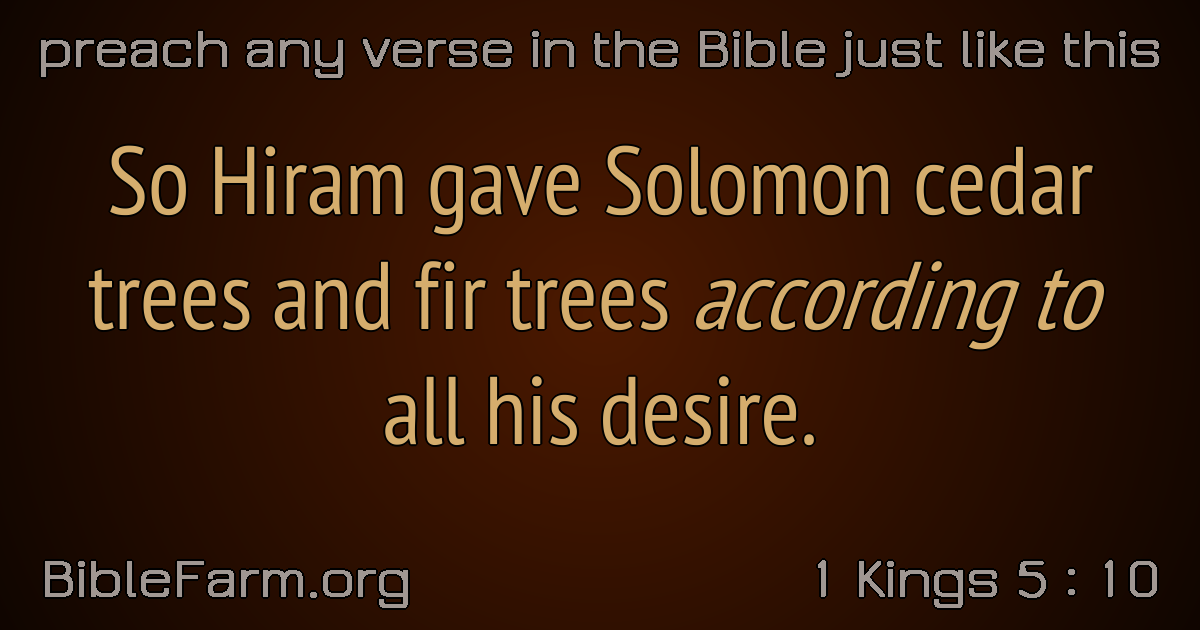 preach any verse in the Bible just like this
So Hiram gave Solomon cedar
trees and fir trees according to
all his desire.
BibleFarm.org
1 Kings 5 : 10